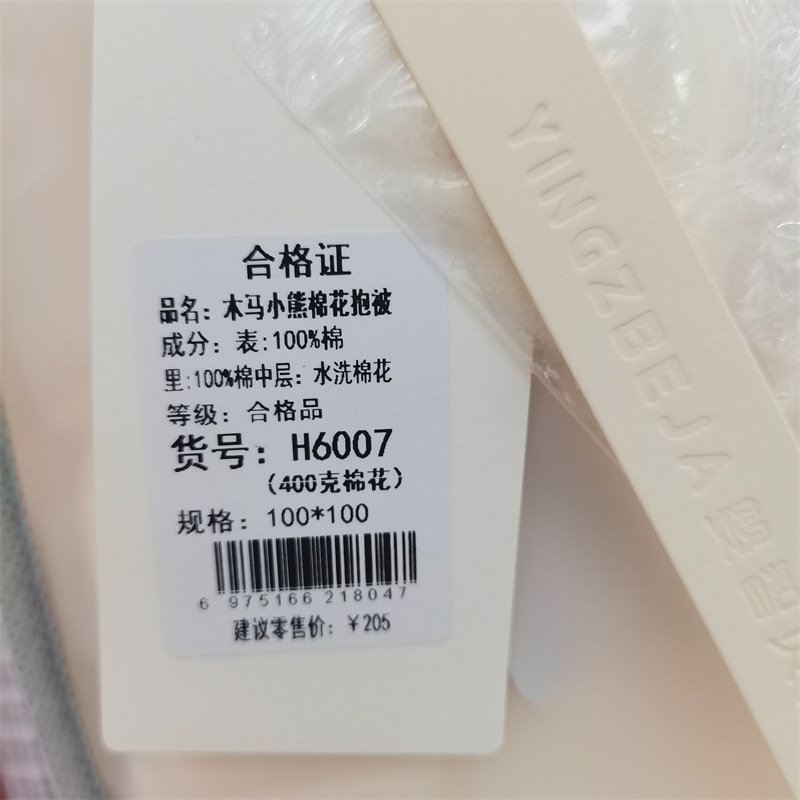 合格证
品名：木马小熊棉花抱被
成分：表:100%棉
里:100%棉中层：水洗棉花
等级：合格品
货号：H6007
（400克棉花）
规格：100*100
6 975166 218047
建议零售价：￥205
YINGZBEJA 婴智